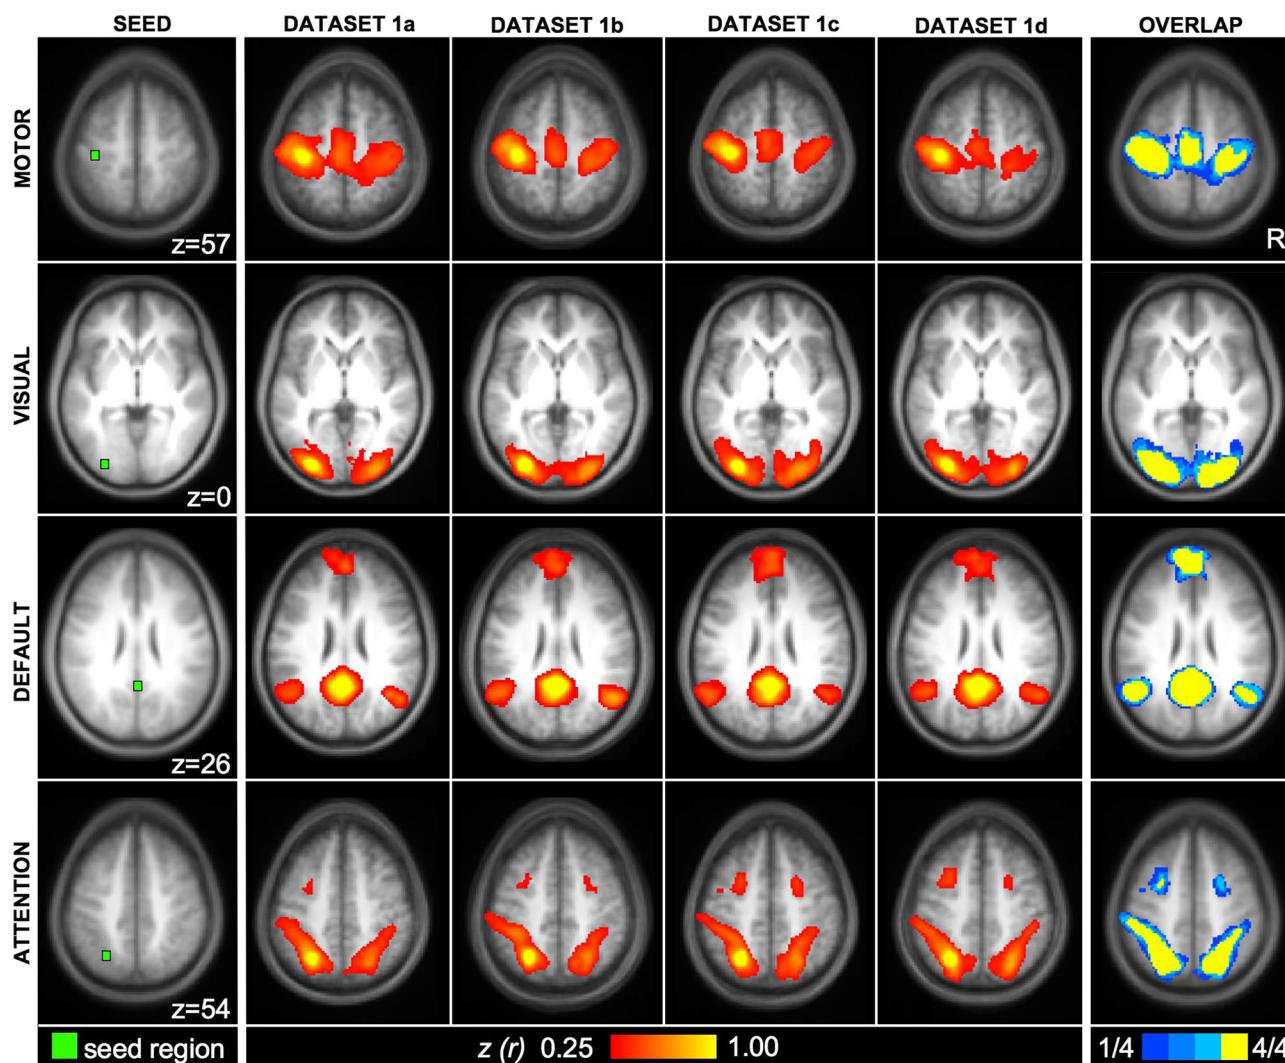 SEED DATASET 1a DATASET 1b DATASET 1c DATASET 1d OVERLAP
MOTOR
z=57
R
VISUAL
z=0
DEFAULT
z=26
ATTENTION
z=54
seed region z (r) 0.25 1.00 1/4 4/4